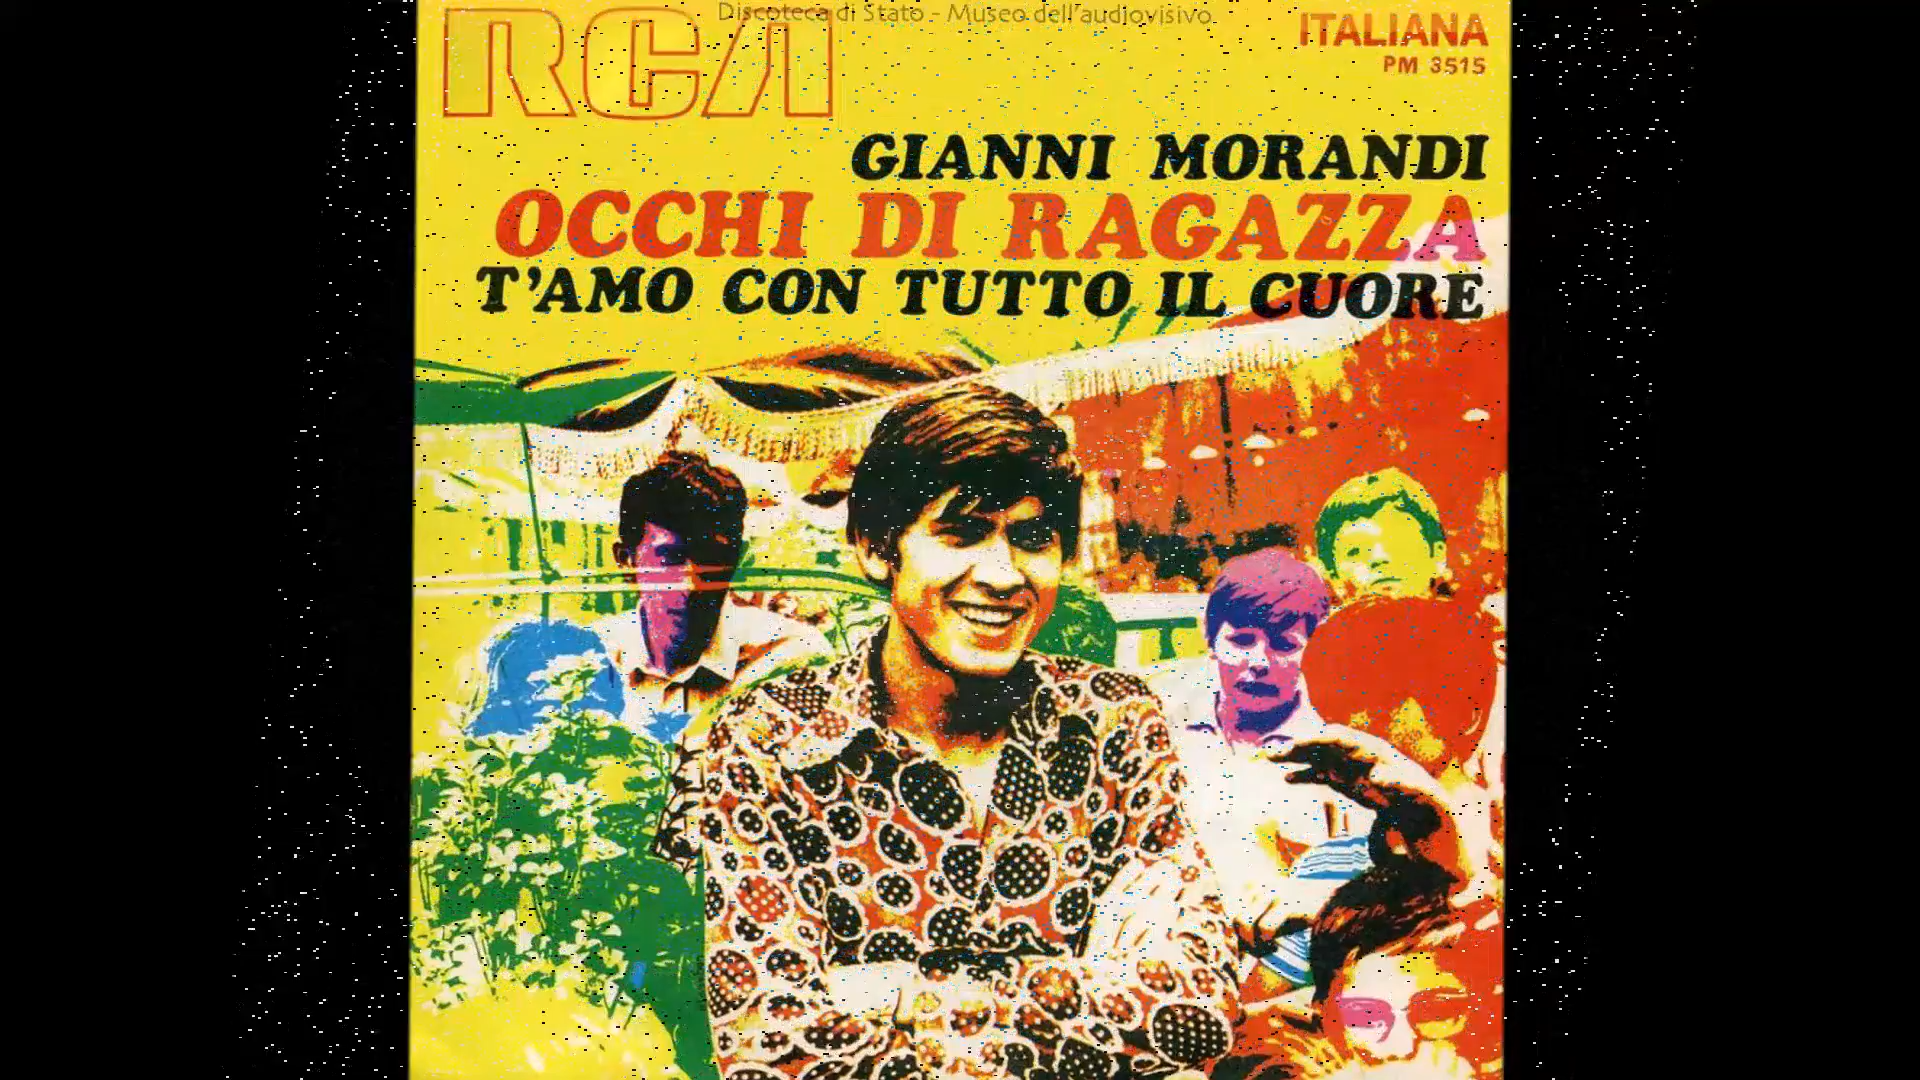 Discoteca di Stato - Museo dell'audiovisivo
RCA
ITALIANA
PM 3515
GIANNI MORANDI
OCCHI DI RAGAZZA
T'AMO CON TUTTO IL CUORE